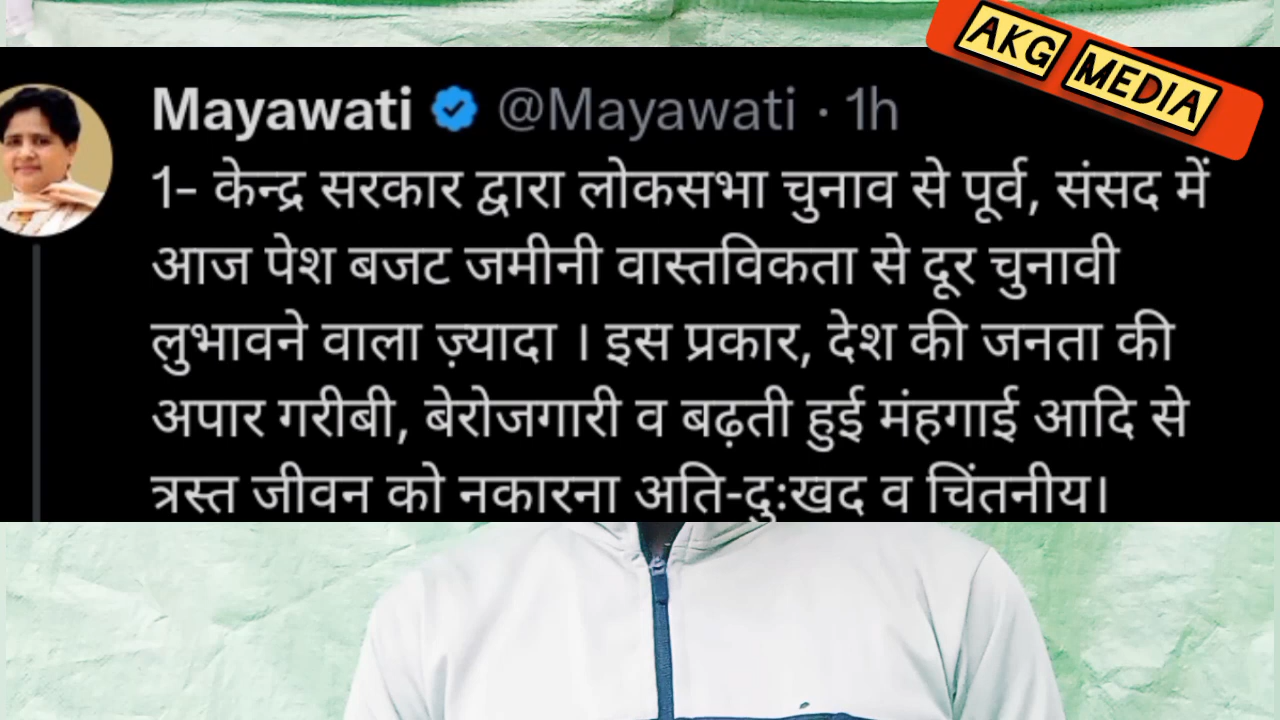 AKG MEDIA
Mayawati @Mayawati · 1h
1- केन्द्र सरकार द्वारा लोकसभा चुनाव से पूर्व, संसद में
आज पेश बजट जमीनी वास्तविकता से दूर चुनावी
लुभावने वाला ज़्यादा । इस प्रकार, देश की जनता की
अपार गरीबी, बेरोजगारी व बढ़ती हुई मंहगाई आदि से
त्रस्त जीवन को नकारना अति-दुःखद व चिंतनीय।